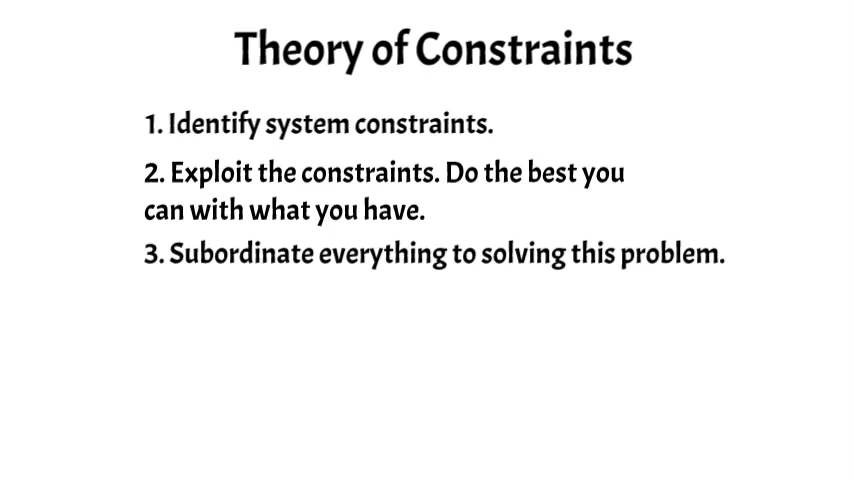 Theory of Constraints
1. Identify system constraints.
2. Exploit the constraints. Do the best you
can with what you have.
3. Subordinate everything to solving this problem.